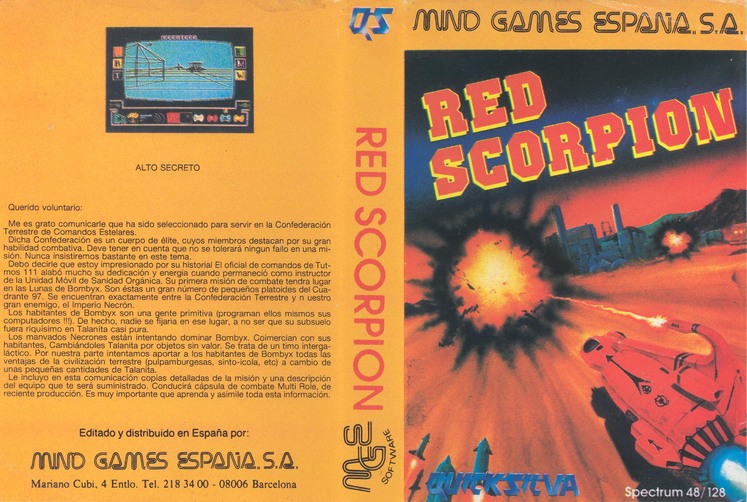 ALTO SECRETO
Querido voluntario:
Me es grato comunicarle que ha sido seleccionado para servir en la Confederación
Terrestre de Comandos Estelares.
Dicha Confederación es un cuerpo de élite, cuyos miembros destacan por su gran
habilidad combativa. Deve tener en cuenta que no se tolerará ningún fallo en una mi-
sión. Nunca insistiremos bastante en este tema.
Debo decirle que estoy impresionado por su historial El oficial de comandos de Tut-
mos 111 alabó mucho su dedicación y energia cuando permaneció como instructor
de la Unidad Móvil de Sanidad Orgánica. Su primera misión de combate tendra lugar
en las Lunas de Bombyx. Son éstas un gran número de pequeños platoides del Cua-
drante 97. Se encuentran exactamente entre la Confederación Terrestre y n uestro
gran enemigo, el Imperio Necrón.
Los habitantes de Bombyx son una gente primitiva (programan ellos mismos sus
computadores !!!). De hecho, nadie se fijaria en ese lugar, a no ser que su subsuelo
fuera riquísimo en Talanita casi pura.
Los manvados Necrones están intentando dominar Bombyx. Coimercian con sus
habitantes, Cambiándoles Talanita por objetos sin valor. Se trata de un timo interga-
láctico. Por nuestra parte intentamos aportar a los habitantes de Bombyx todas las
ventajas de la civilización terrestre (pulpamburgesas, sinto-icola, etc) a cambio de
unas pequeñas cantidades de Talanita.
Le incluyo en esta comunicación copias detalladas de la misión y una descripción
del equipo que te será suministrado. Conducirá cápsula de combate Multi Role, de
reciente producción. Es muy importante que aprenda y asimile toda esta información.
Editado y distribuido en España por:
MIND GAMES ESPAÑA, S.A.
Mariano Cubi, 4 Entlo. Tel. 218 34 00 - 08006 Barcelona
QS
RED SCORPION
MGE
SOFTWARE
MIND GAMES ESPAÑA, S.A.
RED
SCORPION
QUICKSILVA
Spectrum 48/128